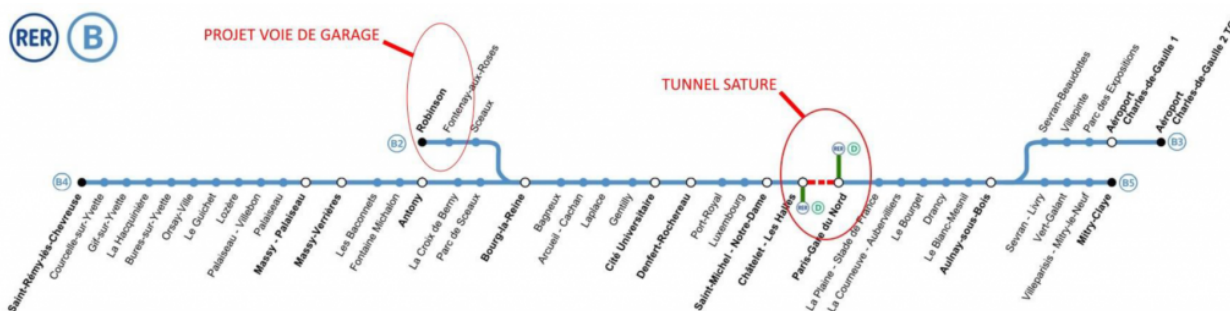 RER B
PROJET VOIE DE GARAGE
TUNNEL SATURE
Robinson
Fontenay-aux-Roses
Sceaux
Sevran-Beaudottes
Villepinte
Parc des Expositions
Aéroport
Charles-de-Gaulle 1
Aéroport
Charles-de-Gaulle 2
B2
RER D
B3
B4
B5
RER D
Saint-Rémy-lès-Chevreuse
Courcelle-sur-Yvette
Gif-sur-Yvette
La Hacquinière
Bures-sur-Yvette
Orsay-Ville
Le Guichet
Lozère
Palaiseau - Villebon
Palaiseau
Massy - Palaiseau
Massy-Verrières
Les Baconnets
Fontaine Michalon
Antony
La Croix de Berny
Parc de Sceaux
Bourg-la-Reine
Bagneux
Arcueil - Cachan
Laplace
Gentilly
Cité Universitaire
Denfert-Rochereau
Port-Royal
Luxembourg
Saint-Michel - Notre-Dame
Châtelet - Les Halles
Paris-Gare du Nord
La Plaine - Stade de France
La Courneuve - Aubervilliers
Le Bourget
Drancy
Le Blanc-Mesnil
Aulnay-sous-Bois
Sevran - Livry
Vert-Galant
Villeparisis - Mitry-le-Neuf
Mitry-Claye